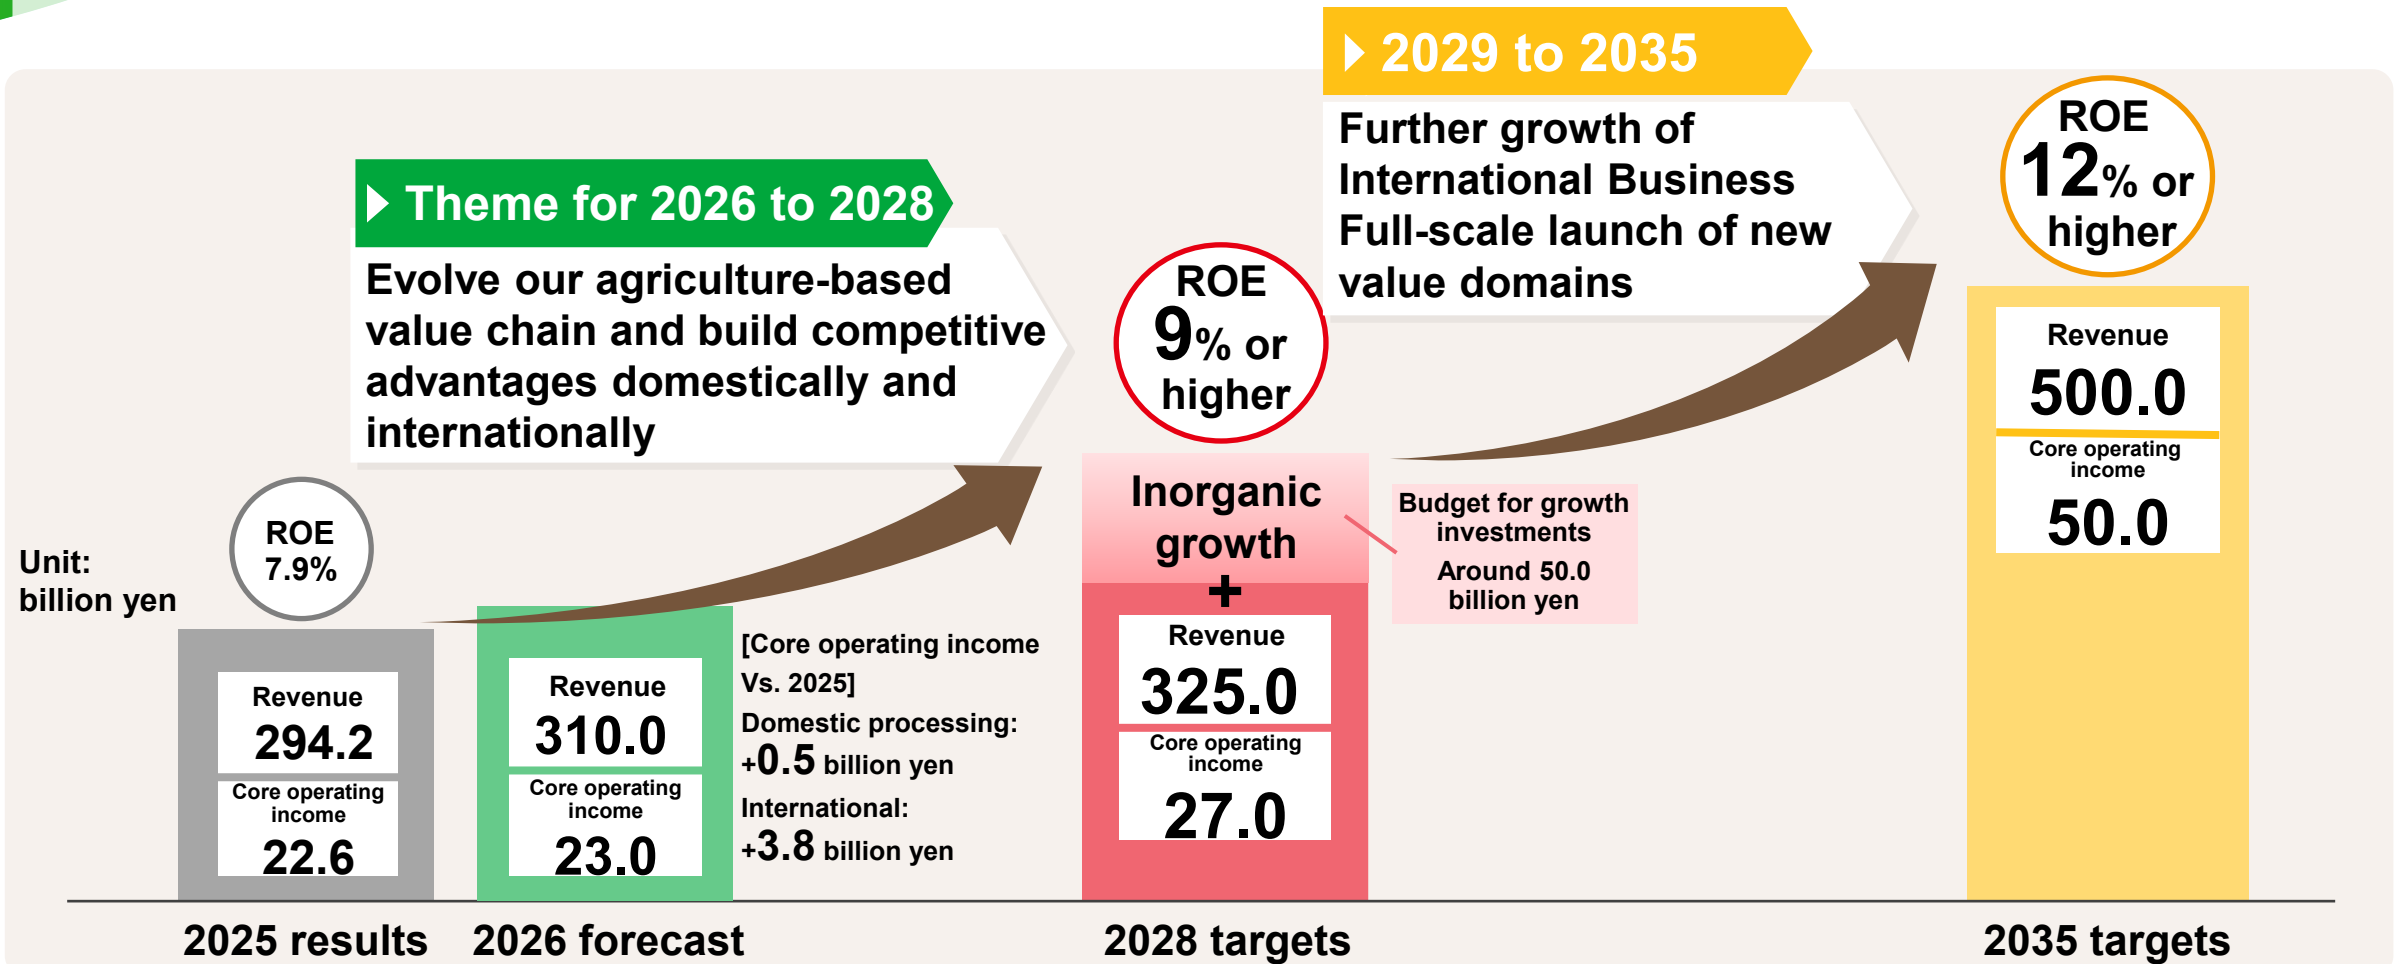 2029 to 2035
Further growth of
International Business
Full-scale launch of new
value domains
ROE
12% or
higher
Theme for 2026 to 2028
Evolve our agriculture-based
value chain and build competitive
advantages domestically and
internationally
ROE
9% or
higher
ROE
7.9%
Unit:
billion yen
Revenue
294.2
Core operating
income
22.6
Revenue
310.0
Core operating
income
23.0
[Core operating income
Vs. 2025]
Domestic processing:
+0.5 billion yen
International:
+3.8 billion yen
Inorganic
growth
+
Revenue
325.0
Core operating
income
27.0
Budget for growth
investments
Around 50.0
billion yen
Revenue
500.0
Core operating
income
50.0
2025 results
2026 forecast
2028 targets
2035 targets